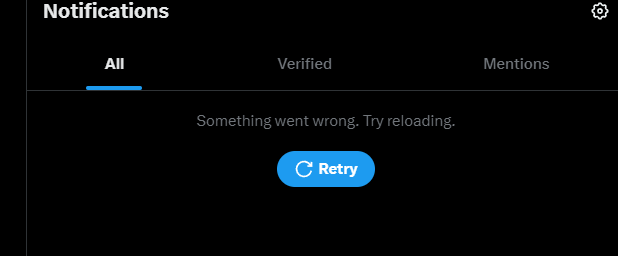 Notifications
All Verified Mentions
Something went wrong. Try reloading.
Retry